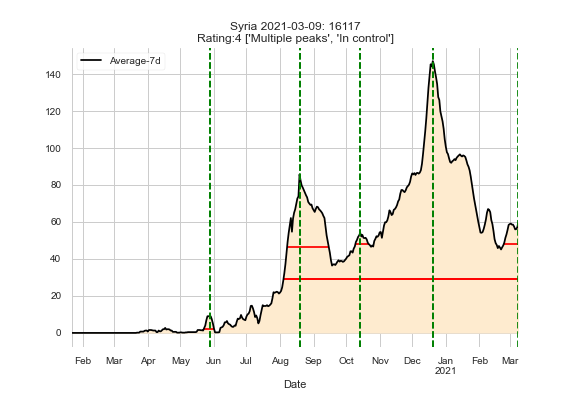 Syria 2021-03-09: 16117
Rating:4 ['Multiple peaks', 'In control']
Average-7d
140
120
100
80
60
40
20
0
Feb Mar Apr May Jun Jul Aug Sep Oct Nov Dec Jan Feb Mar
2021
Date